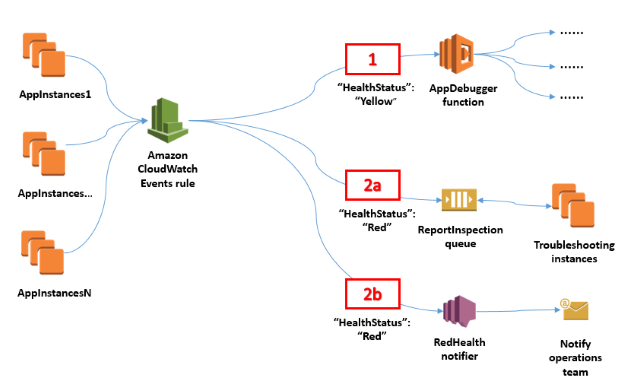 AppInstances1
AppInstances...
AppInstancesN
Amazon
CloudWatch
Events rule
1
“HealthStatus”:
“Yellow”
AppDebugger
function
......
......
......
2a
“HealthStatus”:
“Red”
ReportInspection
queue
Troubleshooting
instances
2b
“HealthStatus”:
“Red”
RedHealth
notifier
@
Notify
operations
team